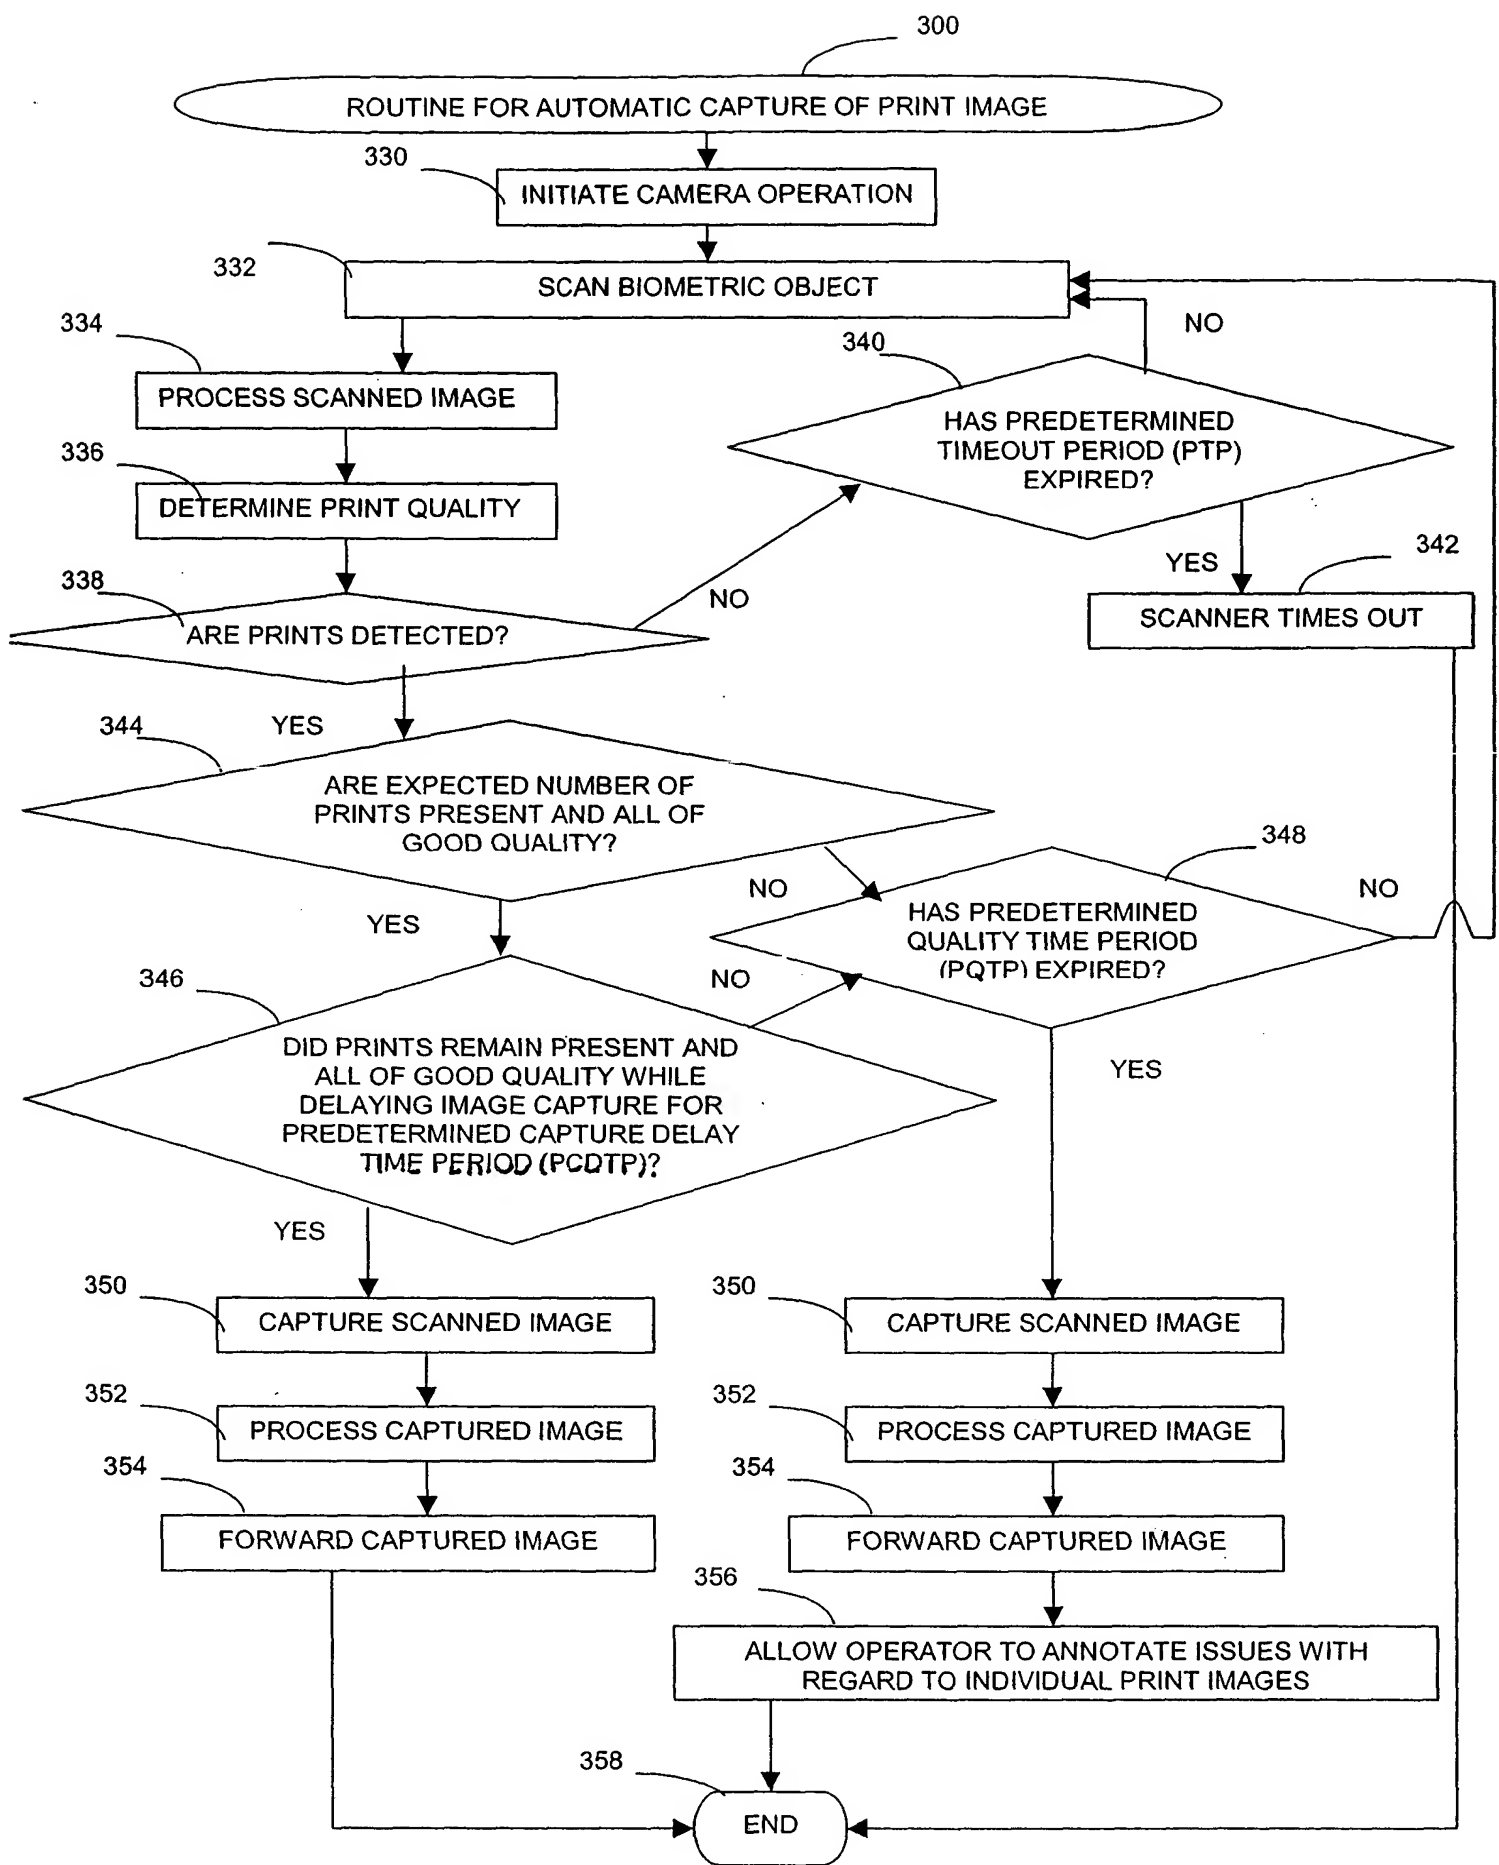 300
ROUTINE FOR AUTOMATIC CAPTURE OF PRINT IMAGE
330
INITIATE CAMERA OPERATION
332
SCAN BIOMETRIC OBJECT
334
PROCESS SCANNED IMAGE
NO
340
HAS PREDETERMINED
TIMEOUT PERIOD (PTP)
EXPIRED?
336
DETERMINE PRINT QUALITY
YES
342
SCANNER TIMES OUT
338
ARE PRINTS DETECTED?
NO
YES
344
ARE EXPECTED NUMBER OF
PRINTS PRESENT AND ALL OF
GOOD QUALITY?
NO
348
HAS PREDETERMINED
QUALITY TIME PERIOD
(PQTP) EXPIRED?
NO
YES
346
NO
DID PRINTS REMAIN PRESENT AND
ALL OF GOOD QUALITY WHILE
DELAYING IMAGE CAPTURE FOR
PREDETERMINED CAPTURE DELAY
TIME PERIOD (PCDTP)?
YES
YES
350
CAPTURE SCANNED IMAGE
350
CAPTURE SCANNED IMAGE
352
PROCESS CAPTURED IMAGE
352
PROCESS CAPTURED IMAGE
354
FORWARD CAPTURED IMAGE
354
FORWARD CAPTURED IMAGE
356
ALLOW OPERATOR TO ANNOTATE ISSUES WITH
REGARD TO INDIVIDUAL PRINT IMAGES
358
END